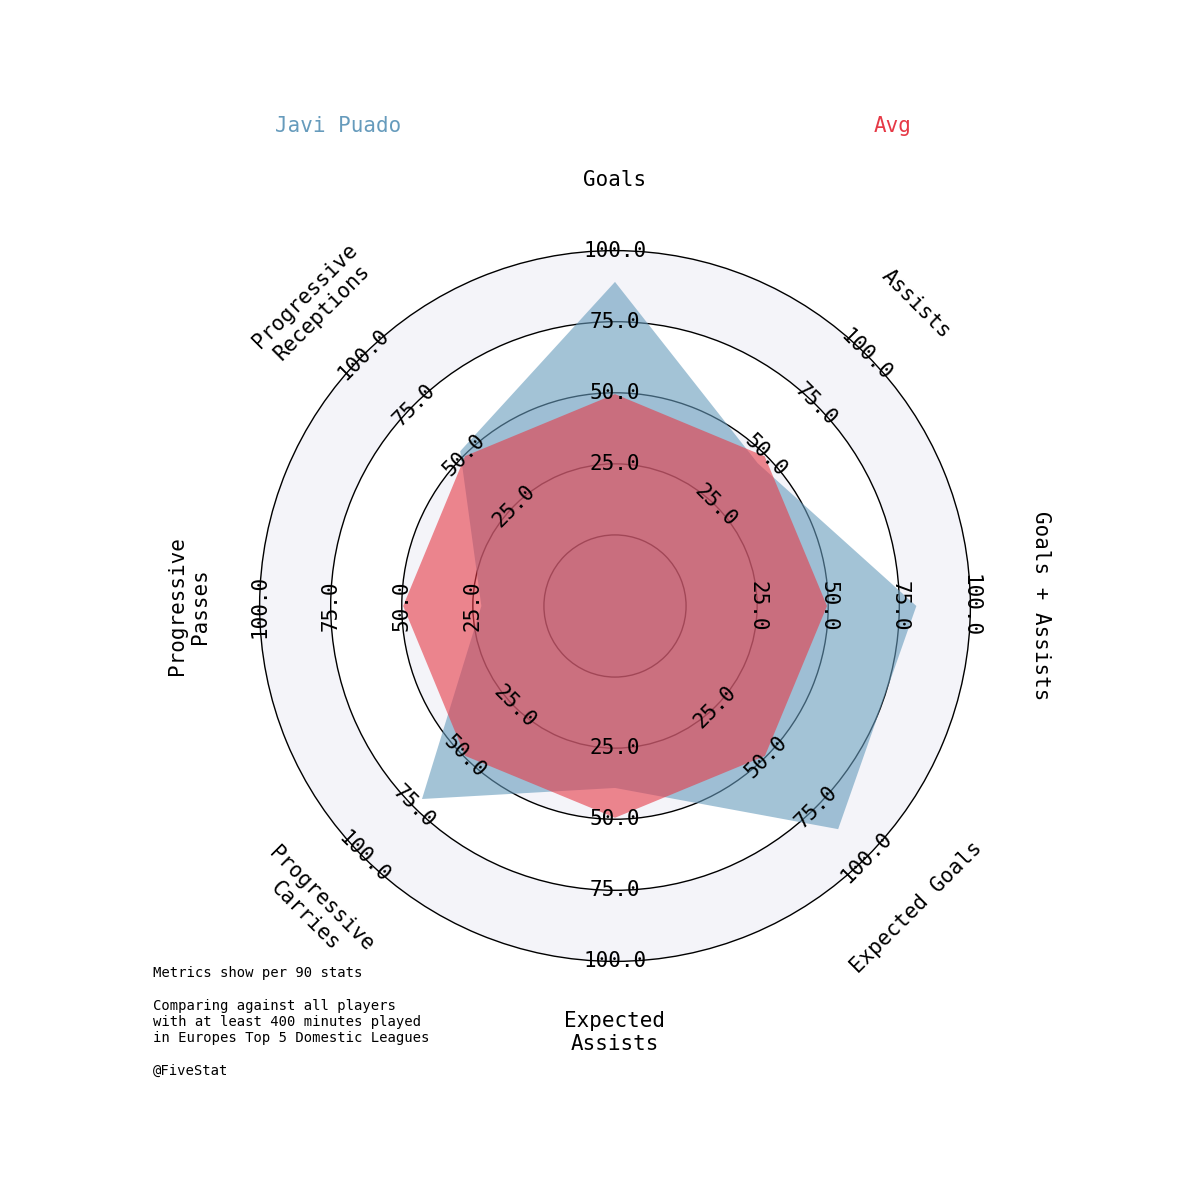 Javi Puado
Avg
Goals
Assists
Goals + Assists
Expected Goals
Expected
Assists
Progressive
Carries
Progressive
Passes
Progressive
Receptions
100.0
75.0
50.0
25.0
100.0
75.0
50.0
25.0
100.0
75.0
50.0
25.0
100.0
75.0
50.0
25.0
100.0
75.0
50.0
25.0
100.0
75.0
50.0
25.0
100.0
75.0
50.0
25.0
100.0
75.0
50.0
25.0
Metrics show per 90 stats
Comparing against all players
with at least 400 minutes played
in Europes Top 5 Domestic Leagues
@FiveStat